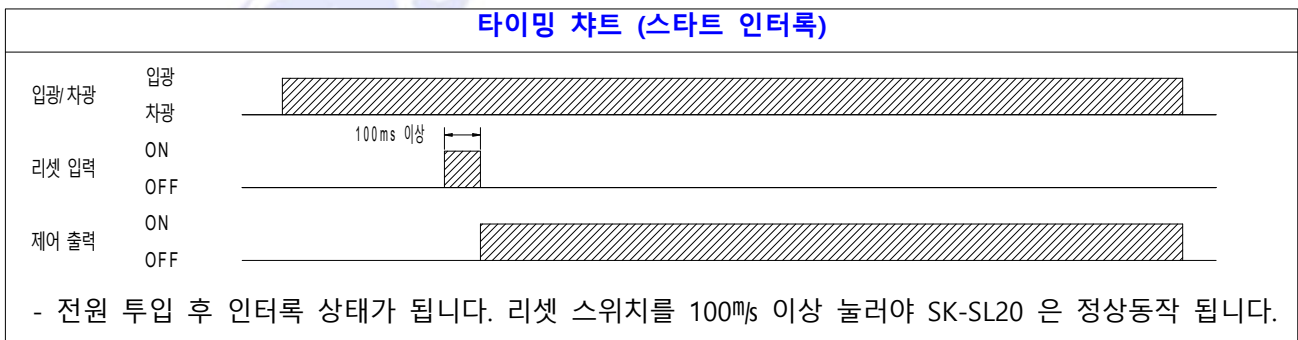 타이밍 챠트 (스타트 인터록)
입광/차광
입광
차광
100ms 이상
리셋 입력
ON
OFF
제어 출력
ON
OFF
- 전원 투입 후 인터록 상태가 됩니다. 리셋 스위치를 100㎧ 이상 눌러야 SK-SL20 은 정상동작 됩니다.